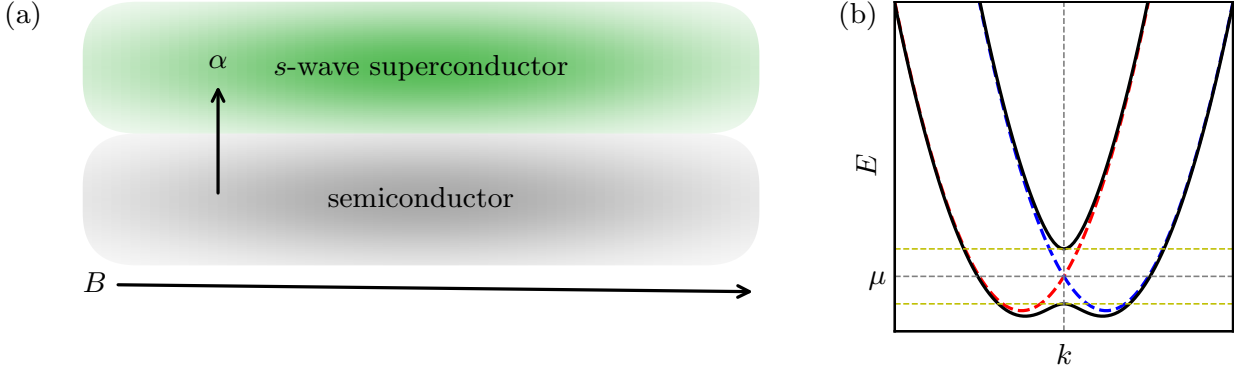 (a)
α
s-wave superconductor
semiconductor
B
(b)
E
μ
k